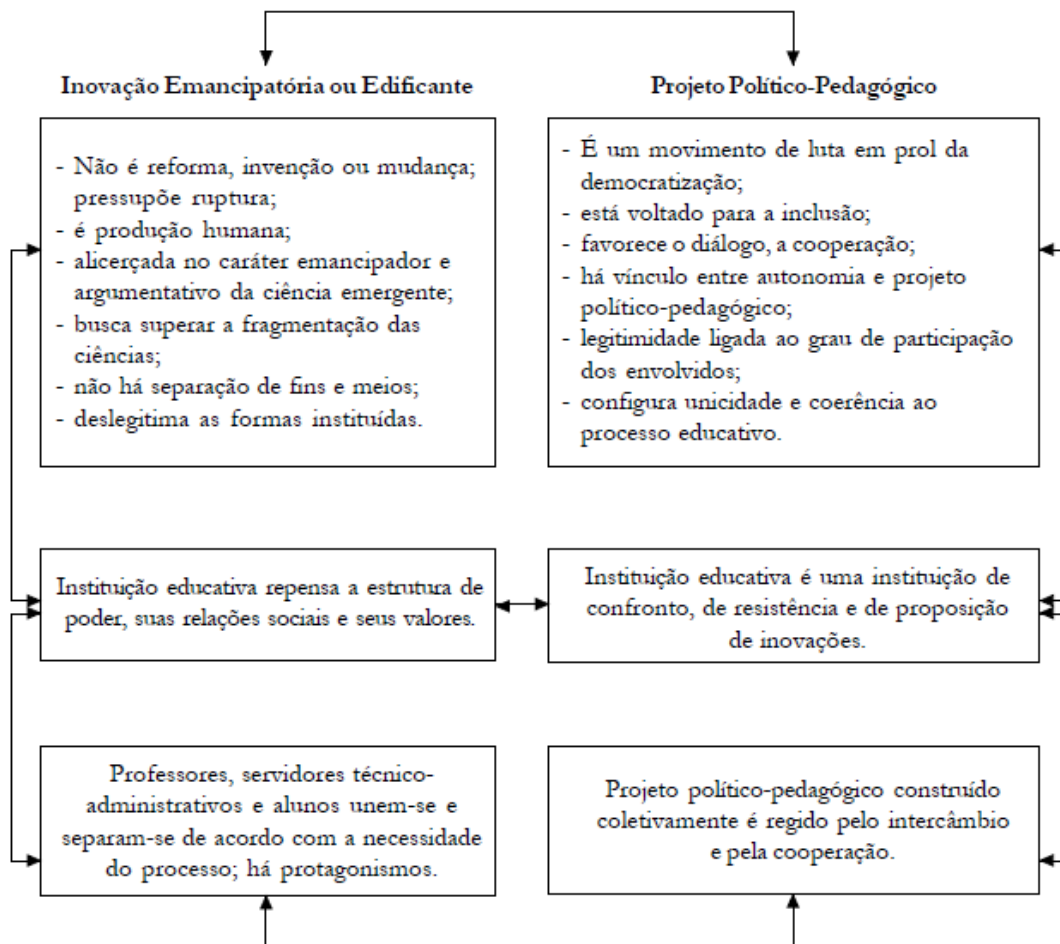 Inovação Emancipatória ou Edificante
- Não é reforma, invenção ou mudança;
pressupõe ruptura;
- é produção humana;
- alicerçada no caráter emancipador e
argumentativo da ciência emergente;
- busca superar a fragmentação das
ciências;
- não há separação de fins e meios;
- deslegitima as formas instituídas.
Projeto Político-Pedagógico
- É um movimento de luta em prol da
democratização;
- está voltado para a inclusão;
- favorece o diálogo, a cooperação;
- há vínculo entre autonomia e projeto
político-pedagógico;
- legitimidade ligada ao grau de participação
dos envolvidos;
- configura unicidade e coerência ao
processo educativo.
Instituição educativa repensa a estrutura de
poder, suas relações sociais e seus valores.
Instituição educativa é uma instituição de
confronto, de resistência e de proposição
de inovações.
Professores, servidores técnico-
administrativos e alunos unem-se e
separam-se de acordo com a necessidade
do processo; há protagonismos.
Projeto político-pedagógico construído
coletivamente é regido pelo intercâmbio
e pela cooperação.